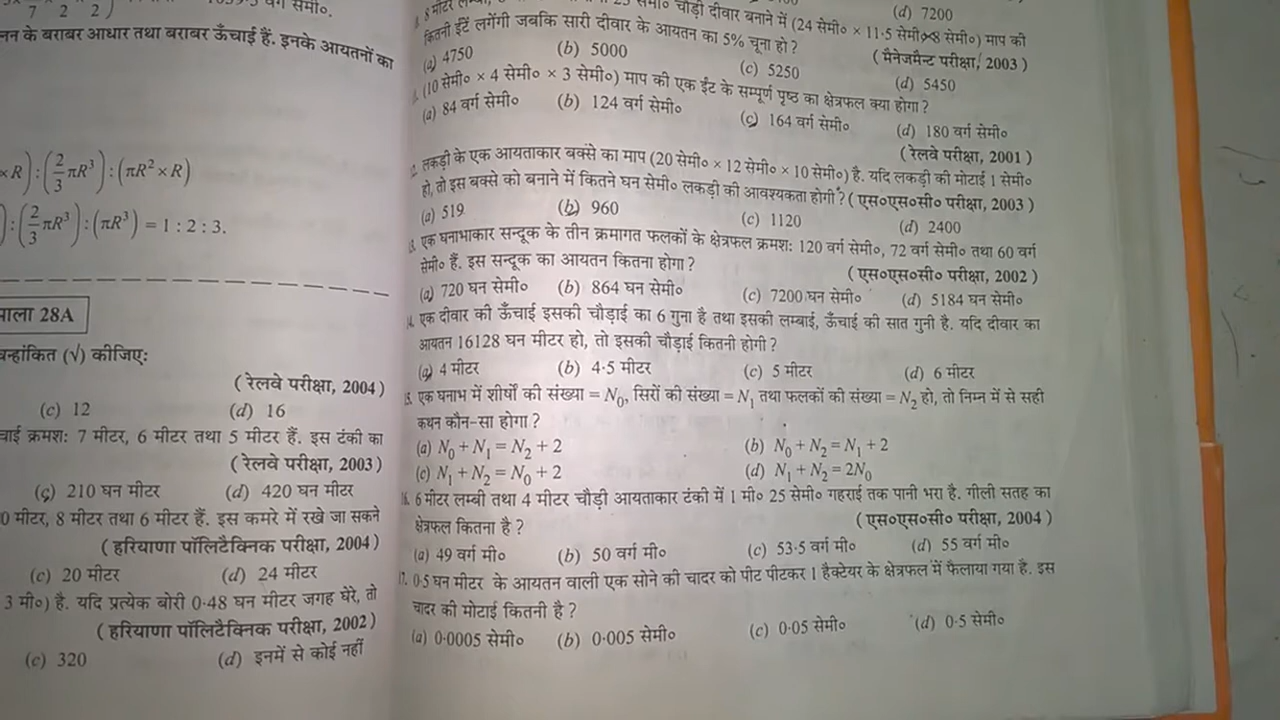 वर्ग सेमी०.
के बराबर आधार तथा बराबर ऊँचाई हैं. इनके आयतनों का
× R) : (2/3 πR³) : (πR² × R)
) : (2/3 πR³) : (πR³) = 1 : 2 : 3.
माला 28A
चिन्हांकित (√) कीजिए:
(रेलवे परीक्षा, 2004)
(c) 12 (d) 16
क्रमश: 7 मीटर, 6 मीटर तथा 5 मीटर हैं. इस टंकी का
(रेलवे परीक्षा, 2003)
(c) 210 घन मीटर (d) 420 घन मीटर
0 मीटर, 8 मीटर तथा 6 मीटर हैं. इस कमरे में रखे जा सकने
(हरियाणा पॉलिटैक्निक परीक्षा, 2004)
(c) 20 मीटर (d) 24 मीटर
3 मी०) है. यदि प्रत्येक बोरी 0·48 घन मीटर जगह घेरे, तो
(हरियाणा पॉलिटैक्निक परीक्षा, 2002)
(c) 320 (d) इनमें से कोई नहीं
(d) 7200
8 मीटर चौड़ी दीवार बनाने में (24 सेमी० × 11·5 सेमी० × 8 सेमी०) माप की
कितनी ईंटें लगेंगी जबकि सारी दीवार के आयतन का 5% चूना हो?
(मैनेजमैन्ट परीक्षा, 2003)
(a) 4750 (b) 5000 (c) 5250 (d) 5450
(10 सेमी० × 4 सेमी० × 3 सेमी०) माप की एक ईंट के सम्पूर्ण पृष्ठ का क्षेत्रफल क्या होगा?
(a) 84 वर्ग सेमी० (b) 124 वर्ग सेमी० (c) 164 वर्ग सेमी० (d) 180 वर्ग सेमी०
(रेलवे परीक्षा, 2001)
लकड़ी के एक आयताकार बक्से का माप (20 सेमी० × 12 सेमी० × 10 सेमी०) है. यदि लकड़ी की मोटाई 1 सेमी०
हो, तो इस बक्से को बनाने में कितने घन सेमी० लकड़ी की आवश्यकता होगी? (एस०एस०सी० परीक्षा, 2003)
(a) 519 (b) 960 (c) 1120 (d) 2400
3. एक घनाभाकार सन्दूक के तीन क्रमागत फलकों के क्षेत्रफल क्रमश: 120 वर्ग सेमी०, 72 वर्ग सेमी० तथा 60 वर्ग
सेमी० हैं. इस सन्दूक का आयतन कितना होगा? (एस०एस०सी० परीक्षा, 2002)
(a) 720 घन सेमी० (b) 864 घन सेमी० (c) 7200 घन सेमी० (d) 5184 घन सेमी०
4. एक दीवार की ऊँचाई इसकी चौड़ाई का 6 गुना है तथा इसकी लम्बाई, ऊँचाई की सात गुनी है. यदि दीवार का
आयतन 16128 घन मीटर हो, तो इसकी चौड़ाई कितनी होगी?
(a) 4 मीटर (b) 4·5 मीटर (c) 5 मीटर (d) 6 मीटर
5. एक घनाभ में शीर्षों की संख्या = N₀, सिरों की संख्या = N₁ तथा फलकों की संख्या = N₂ हो, तो निम्न में से सही
कथन कौन-सा होगा?
(a) N₀ + N₁ = N₂ + 2 (b) N₀ + N₂ = N₁ + 2
(c) N₁ + N₂ = N₀ + 2 (d) N₁ + N₂ = 2N₀
6. 6 मीटर लम्बी तथा 4 मीटर चौड़ी आयताकार टंकी में 1 मी० 25 सेमी० गहराई तक पानी भरा है. गीली सतह का
क्षेत्रफल कितना है? (एस०एस०सी० परीक्षा, 2004)
(a) 49 वर्ग मी० (b) 50 वर्ग मी० (c) 53·5 वर्ग मी० (d) 55 वर्ग मी०
17. 0·5 घन मीटर के आयतन वाली एक सोने की चादर को पीट पीटकर 1 हैक्टेयर के क्षेत्रफल में फैलाया गया है. इस
चादर की मोटाई कितनी है?
(a) 0·0005 सेमी० (b) 0·005 सेमी० (c) 0·05 सेमी० (d) 0·5 सेमी०